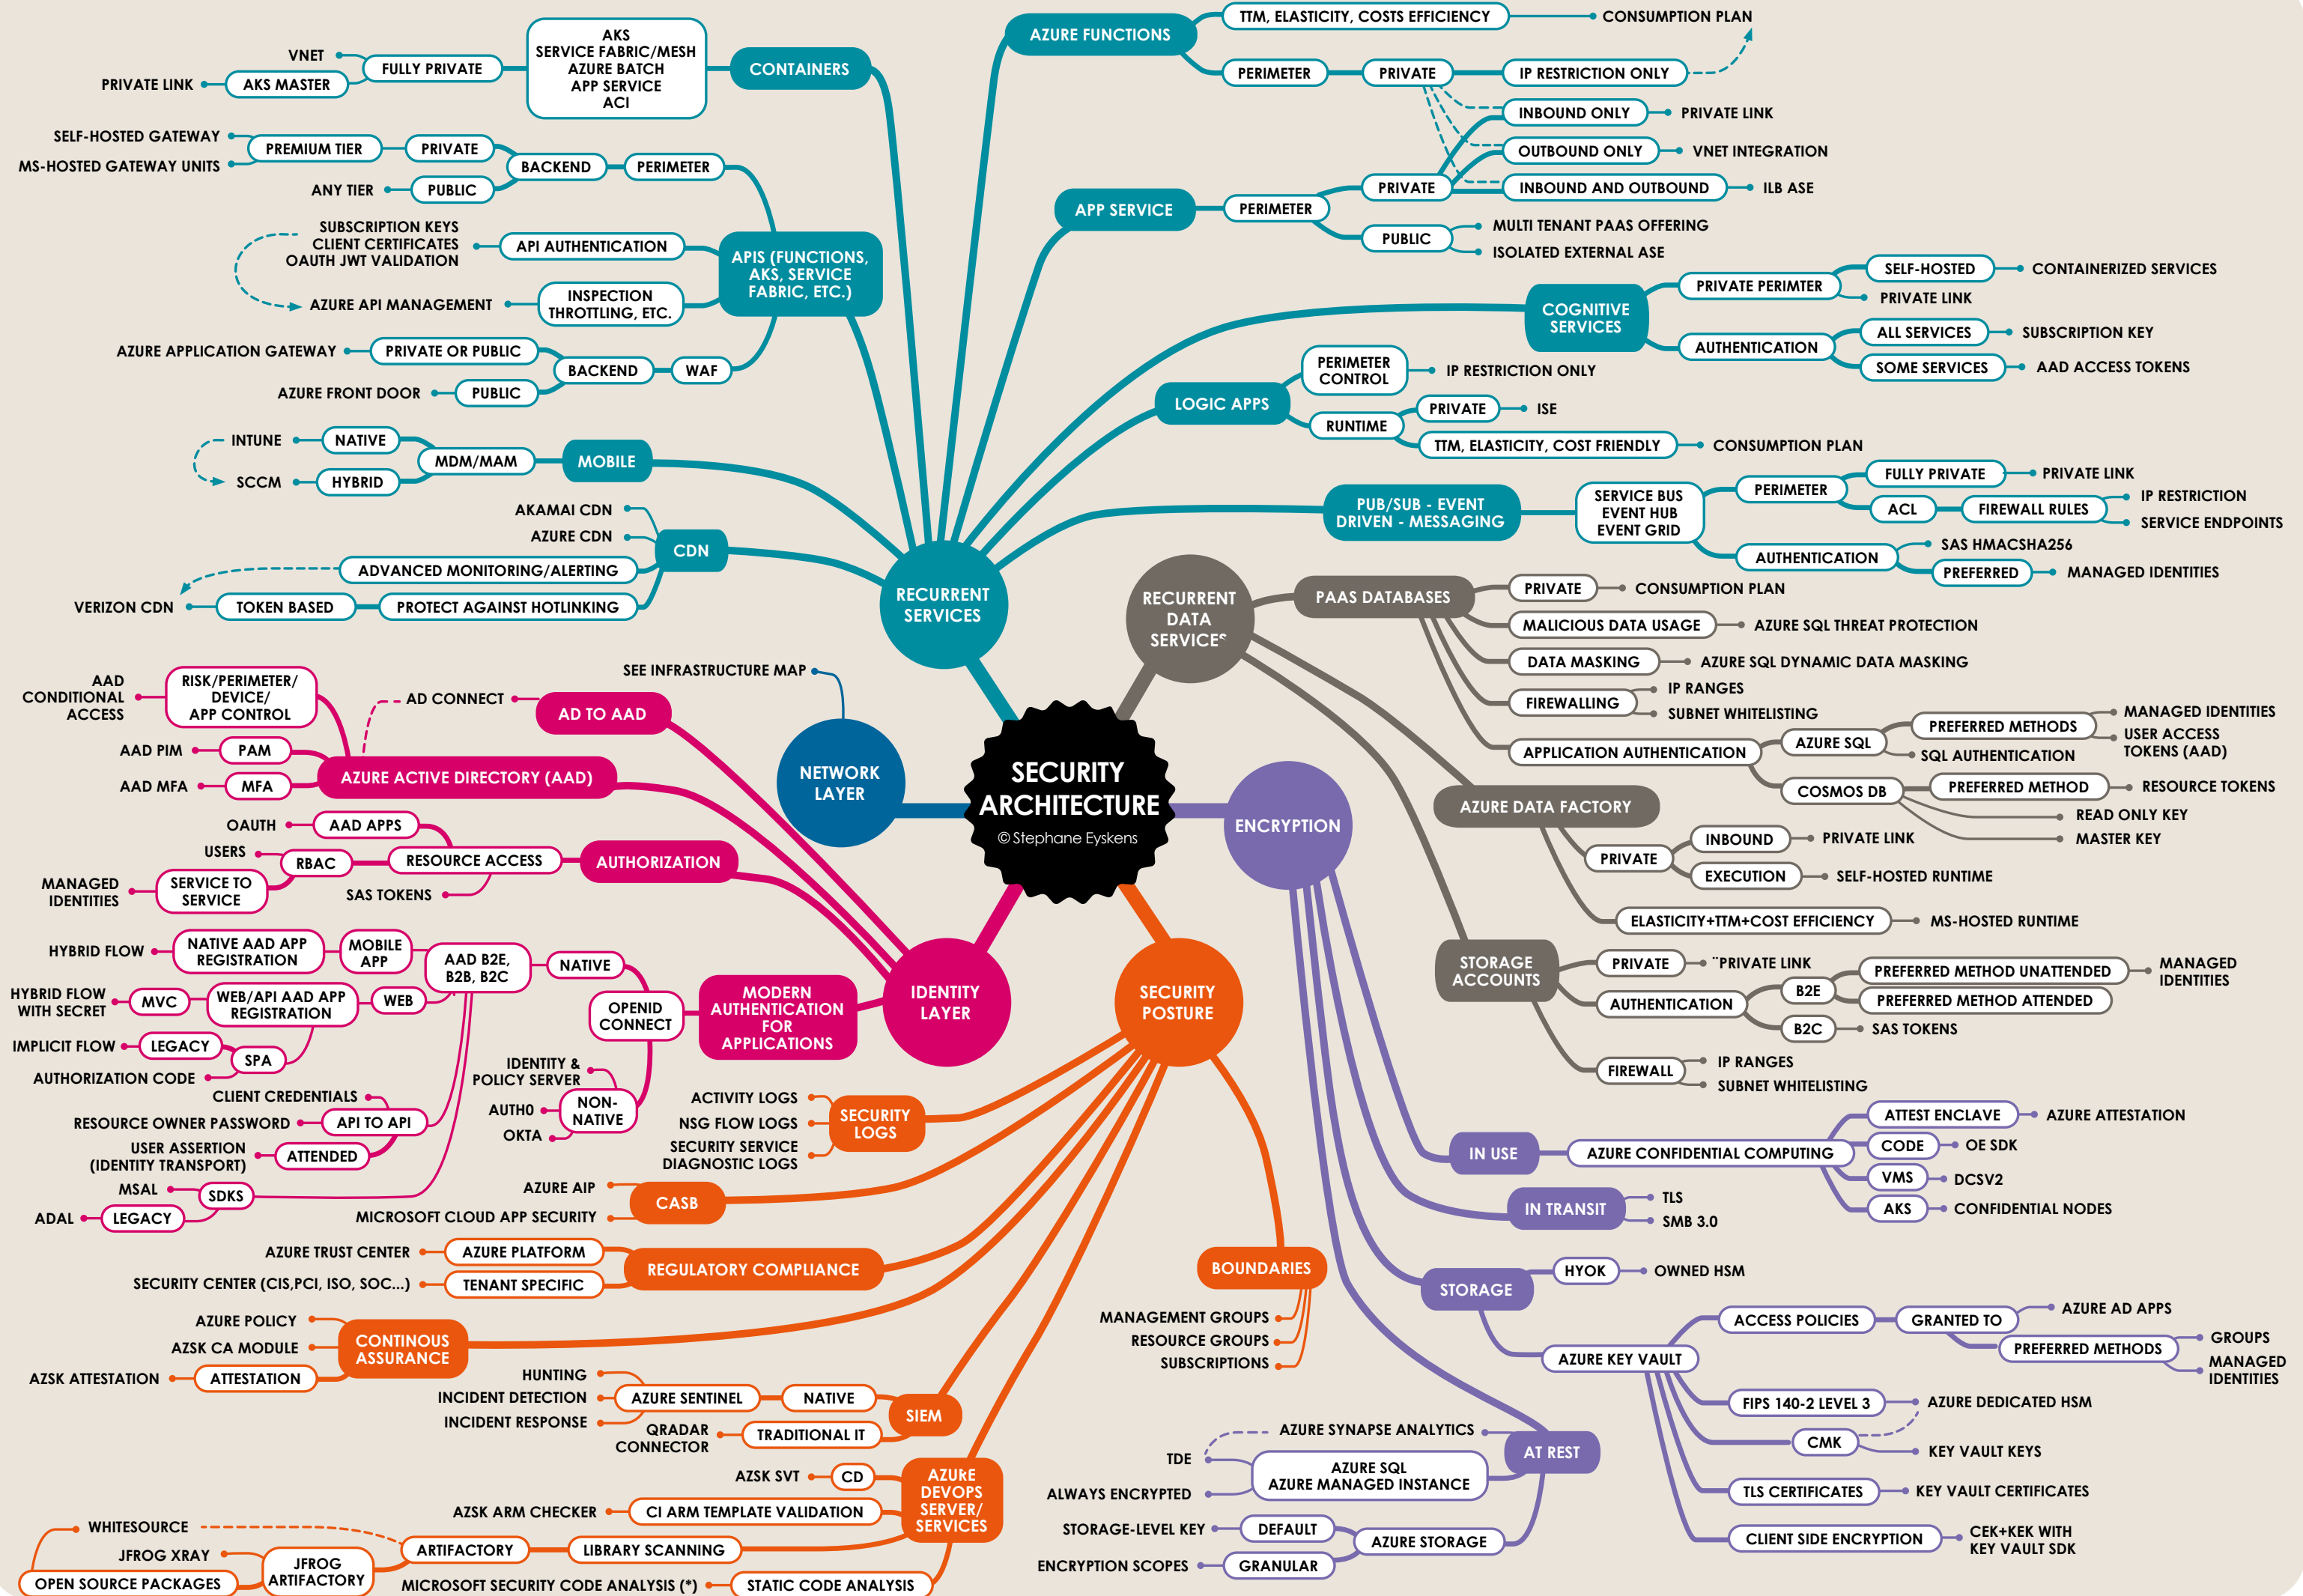 SECURITY
ARCHITECTURE
© Stephane Eyskens
RECURRENT
SERVICES
CONTAINERS
AKS
SERVICE FABRIC/MESH
AZURE BATCH
APP SERVICE
ACI
FULLY PRIVATE
VNET
AKS MASTER
PRIVATE LINK
APIS (FUNCTIONS,
AKS, SERVICE
FABRIC, ETC.)
PERIMETER
BACKEND
PRIVATE
PREMIUM TIER
SELF-HOSTED GATEWAY
MS-HOSTED GATEWAY UNITS
PUBLIC
ANY TIER
API AUTHENTICATION
SUBSCRIPTION KEYS
CLIENT CERTIFICATES
OAUTH JWT VALIDATION
INSPECTION
THROTTLING, ETC.
AZURE API MANAGEMENT
WAF
BACKEND
PRIVATE OR PUBLIC
AZURE APPLICATION GATEWAY
PUBLIC
AZURE FRONT DOOR
MOBILE
MDM/MAM
NATIVE
INTUNE
HYBRID
SCCM
CDN
AKAMAI CDN
AZURE CDN
ADVANCED MONITORING/ALERTING
PROTECT AGAINST HOTLINKING
TOKEN BASED
VERIZON CDN
AZURE FUNCTIONS
TTM, ELASTICITY, COSTS EFFICIENCY
CONSUMPTION PLAN
PERIMETER
PRIVATE
IP RESTRICTION ONLY
INBOUND ONLY
PRIVATE LINK
OUTBOUND ONLY
VNET INTEGRATION
INBOUND AND OUTBOUND
ILB ASE
APP SERVICE
PERIMETER
PRIVATE
PUBLIC
MULTI TENANT PAAS OFFERING
ISOLATED EXTERNAL ASE
COGNITIVE
SERVICES
PRIVATE PERIMTER
SELF-HOSTED
CONTAINERIZED SERVICES
PRIVATE LINK
AUTHENTICATION
ALL SERVICES
SUBSCRIPTION KEY
SOME SERVICES
AAD ACCESS TOKENS
LOGIC APPS
PERIMETER
CONTROL
IP RESTRICTION ONLY
RUNTIME
PRIVATE
ISE
TTM, ELASTICITY, COST FRIENDLY
CONSUMPTION PLAN
PUB/SUB - EVENT
DRIVEN - MESSAGING
SERVICE BUS
EVENT HUB
EVENT GRID
PERIMETER
FULLY PRIVATE
PRIVATE LINK
ACL
FIREWALL RULES
IP RESTRICTION
SERVICE ENDPOINTS
AUTHENTICATION
SAS HMACSHA256
PREFERRED
MANAGED IDENTITIES
RECURRENT
DATA
SERVICES
PAAS DATABASES
PRIVATE
CONSUMPTION PLAN
MALICIOUS DATA USAGE
AZURE SQL THREAT PROTECTION
DATA MASKING
AZURE SQL DYNAMIC DATA MASKING
FIREWALLING
IP RANGES
SUBNET WHITELISTING
APPLICATION AUTHENTICATION
AZURE SQL
PREFERRED METHODS
MANAGED IDENTITIES
USER ACCESS
TOKENS (AAD)
SQL AUTHENTICATION
COSMOS DB
PREFERRED METHOD
RESOURCE TOKENS
READ ONLY KEY
MASTER KEY
AZURE DATA FACTORY
PRIVATE
INBOUND
PRIVATE LINK
EXECUTION
SELF-HOSTED RUNTIME
ELASTICITY+TTM+COST EFFICIENCY
MS-HOSTED RUNTIME
STORAGE
ACCOUNTS
PRIVATE
¨PRIVATE LINK
AUTHENTICATION
B2E
PREFERRED METHOD UNATTENDED
MANAGED
IDENTITIES
PREFERRED METHOD ATTENDED
B2C
SAS TOKENS
FIREWALL
IP RANGES
SUBNET WHITELISTING
NETWORK
LAYER
SEE INFRASTRUCTURE MAP
IDENTITY
LAYER
AD TO AAD
AD CONNECT
AZURE ACTIVE DIRECTORY (AAD)
RISK/PERIMETER/
DEVICE/
APP CONTROL
AAD
CONDITIONAL
ACCESS
PAM
AAD PIM
MFA
AAD MFA
AUTHORIZATION
RESOURCE ACCESS
AAD APPS
OAUTH
RBAC
USERS
SERVICE TO
SERVICE
MANAGED
IDENTITIES
SAS TOKENS
MODERN
AUTHENTICATION
FOR
APPLICATIONS
OPENID
CONNECT
NATIVE
AAD B2E,
B2B, B2C
MOBILE
APP
NATIVE AAD APP
REGISTRATION
HYBRID FLOW
WEB
WEB/API AAD APP
REGISTRATION
MVC
HYBRID FLOW
WITH SECRET
SPA
LEGACY
IMPLICIT FLOW
AUTHORIZATION CODE
API TO API
CLIENT CREDENTIALS
RESOURCE OWNER PASSWORD
ATTENDED
USER ASSERTION
(IDENTITY TRANSPORT)
SDKS
MSAL
LEGACY
ADAL
NON-
NATIVE
IDENTITY &
POLICY SERVER
AUTH0
OKTA
SECURITY
POSTURE
SECURITY
LOGS
ACTIVITY LOGS
NSG FLOW LOGS
SECURITY SERVICE
DIAGNOSTIC LOGS
CASB
AZURE AIP
MICROSOFT CLOUD APP SECURITY
REGULATORY COMPLIANCE
AZURE PLATFORM
AZURE TRUST CENTER
TENANT SPECIFIC
SECURITY CENTER (CIS,PCI, ISO, SOC...)
CONTINOUS
ASSURANCE
AZURE POLICY
AZSK CA MODULE
ATTESTATION
AZSK ATTESTATION
SIEM
NATIVE
AZURE SENTINEL
HUNTING
INCIDENT DETECTION
INCIDENT RESPONSE
TRADITIONAL IT
QRADAR
CONNECTOR
AZURE
DEVOPS
SERVER/
SERVICES
CD
AZSK SVT
CI ARM TEMPLATE VALIDATION
AZSK ARM CHECKER
LIBRARY SCANNING
ARTIFACTORY
WHITESOURCE
JFROG
ARTIFACTORY
JFROG XRAY
OPEN SOURCE PACKAGES
STATIC CODE ANALYSIS
MICROSOFT SECURITY CODE ANALYSIS (*)
BOUNDARIES
MANAGEMENT GROUPS
RESOURCE GROUPS
SUBSCRIPTIONS
ENCRYPTION
IN USE
AZURE CONFIDENTIAL COMPUTING
ATTEST ENCLAVE
AZURE ATTESTATION
CODE
OE SDK
VMS
DCSV2
AKS
CONFIDENTIAL NODES
IN TRANSIT
TLS
SMB 3.0
STORAGE
HYOK
OWNED HSM
AZURE KEY VAULT
ACCESS POLICIES
GRANTED TO
AZURE AD APPS
PREFERRED METHODS
GROUPS
MANAGED
IDENTITIES
FIPS 140-2 LEVEL 3
AZURE DEDICATED HSM
CMK
KEY VAULT KEYS
TLS CERTIFICATES
KEY VAULT CERTIFICATES
CLIENT SIDE ENCRYPTION
CEK+KEK WITH
KEY VAULT SDK
AT REST
AZURE SYNAPSE ANALYTICS
AZURE SQL
AZURE MANAGED INSTANCE
TDE
ALWAYS ENCRYPTED
AZURE STORAGE
DEFAULT
STORAGE-LEVEL KEY
GRANULAR
ENCRYPTION SCOPES